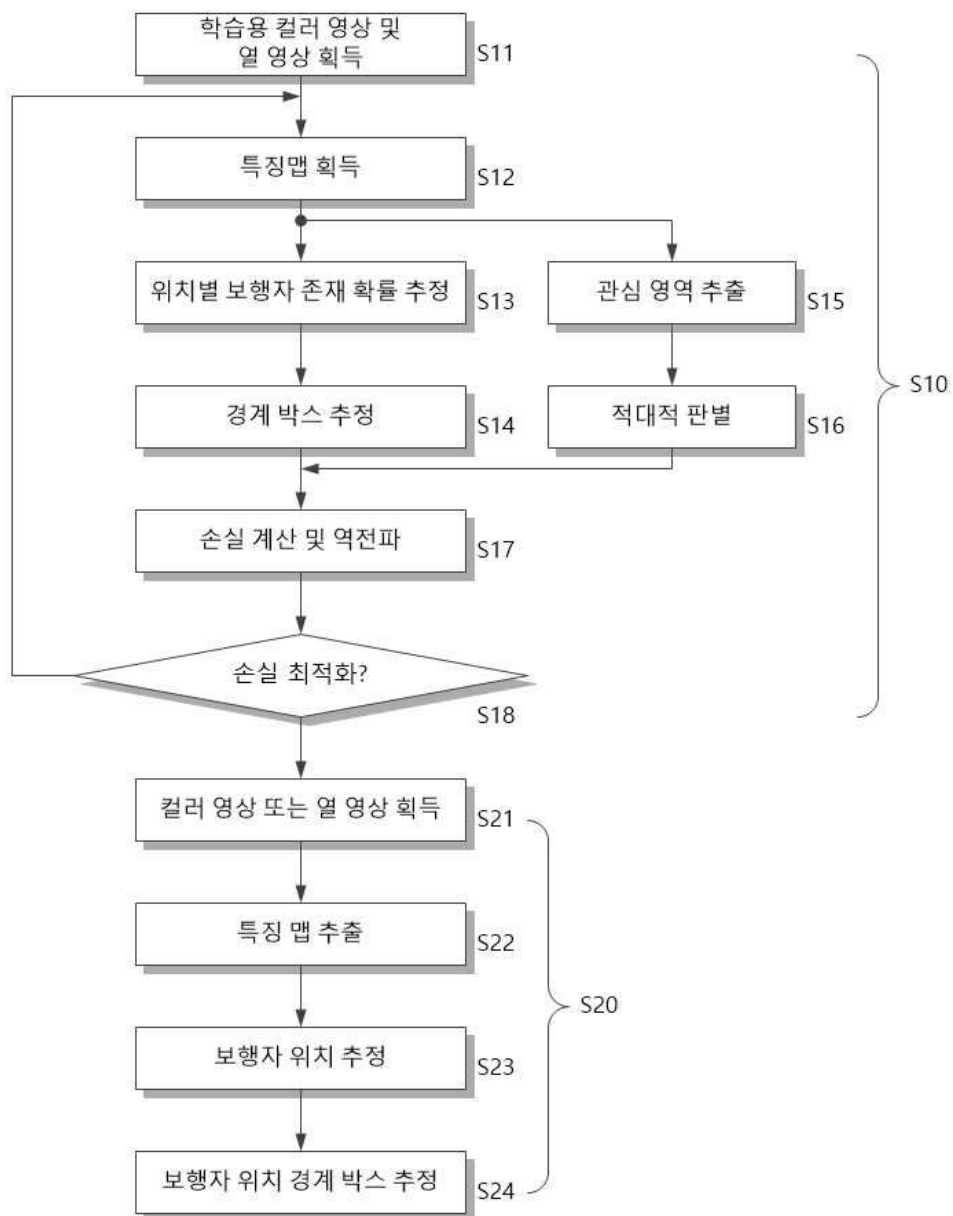 학습용 컬러 영상 및
열 영상 획득
S11
특징맵 획득
S12
위치별 보행자 존재 확률 추정
S13
관심 영역 추출
S15
S10
경계 박스 추정
S14
적대적 판별
S16
손실 계산 및 역전파
S17
손실 최적화?
S18
컬러 영상 또는 열 영상 획득
S21
특징 맵 추출
S22
S20
보행자 위치 추정
S23
보행자 위치 경계 박스 추정
S24